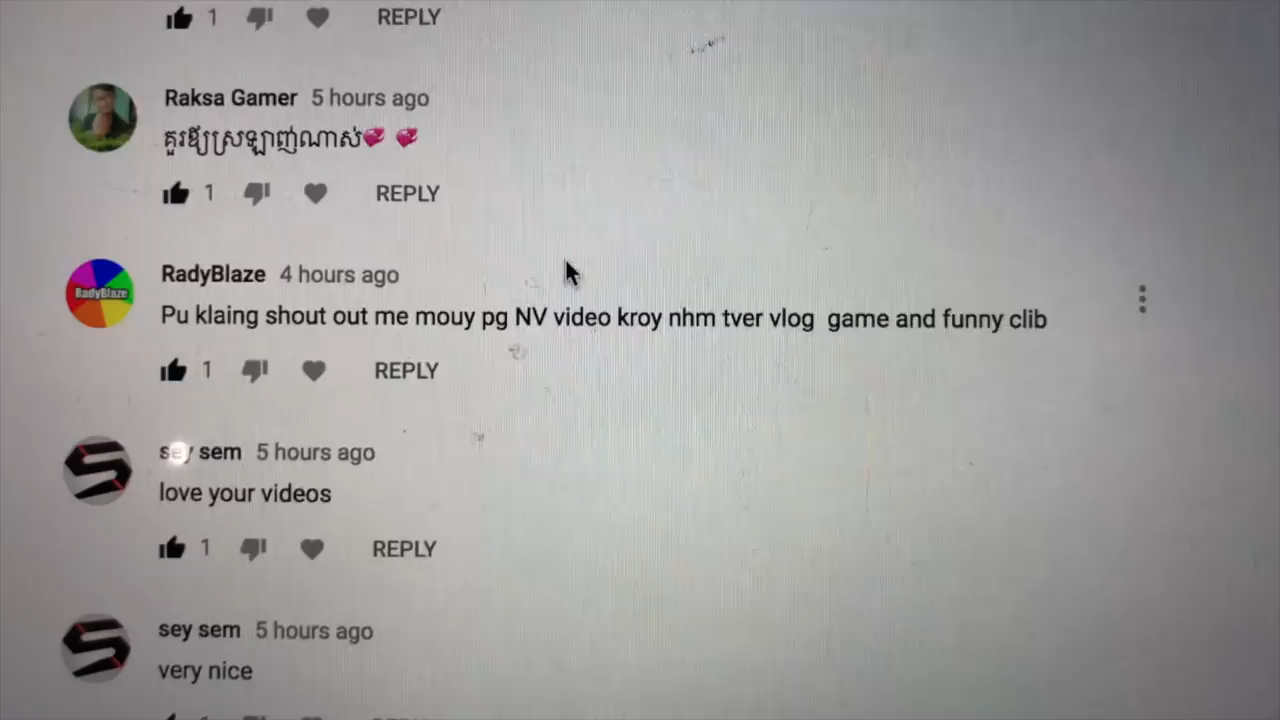 1 REPLY
Raksa Gamer 5 hours ago
គួរឱ្យស្រឡាញ់ណាស់💞 💞
1 REPLY
RadyBlaze
RadyBlaze 4 hours ago
Pu klaing shout out me mouy pg NV video kroy nhm tver vlog game and funny clib
1 REPLY
sey sem 5 hours ago
love your videos
1 REPLY
sey sem 5 hours ago
very nice